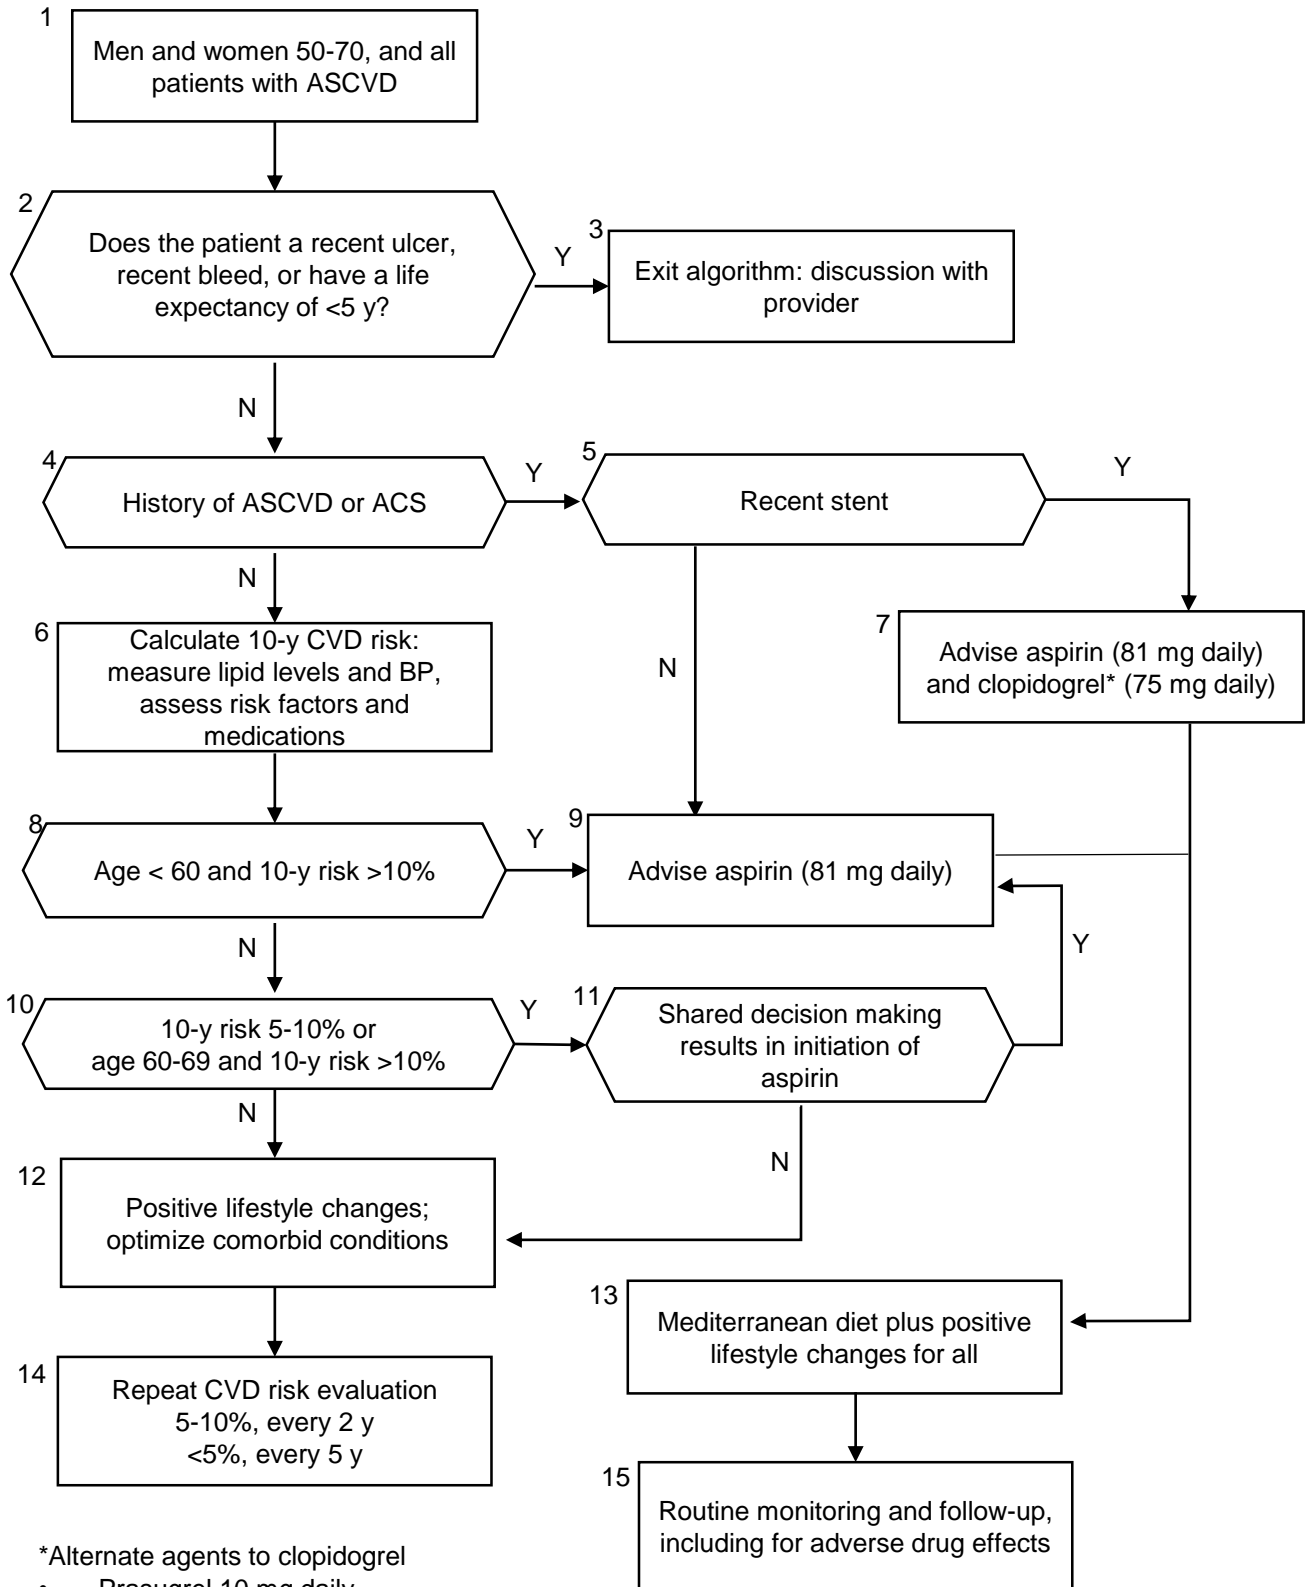 1
Men and women 50-70, and all
patients with ASCVD
2
Does the patient a recent ulcer,
recent bleed, or have a life
expectancy of <5 y?
Y
3
Exit algorithm: discussion with
provider
N
4
History of ASCVD or ACS
Y
5
Recent stent
Y
N
6
Calculate 10-y CVD risk:
measure lipid levels and BP,
assess risk factors and
medications
N
7
Advise aspirin (81 mg daily)
and clopidogrel* (75 mg daily)
8
Age < 60 and 10-y risk >10%
Y
9
Advise aspirin (81 mg daily)
N
Y
10
10-y risk 5-10% or
age 60-69 and 10-y risk >10%
Y
11
Shared decision making
results in initiation of
aspirin
N
N
12
Positive lifestyle changes;
optimize comorbid conditions
13
Mediterranean diet plus positive
lifestyle changes for all
14
Repeat CVD risk evaluation
5-10%, every 2 y
<5%, every 5 y
15
Routine monitoring and follow-up,
including for adverse drug effects
*Alternate agents to clopidogrel
• Prasugrel 10 mg daily